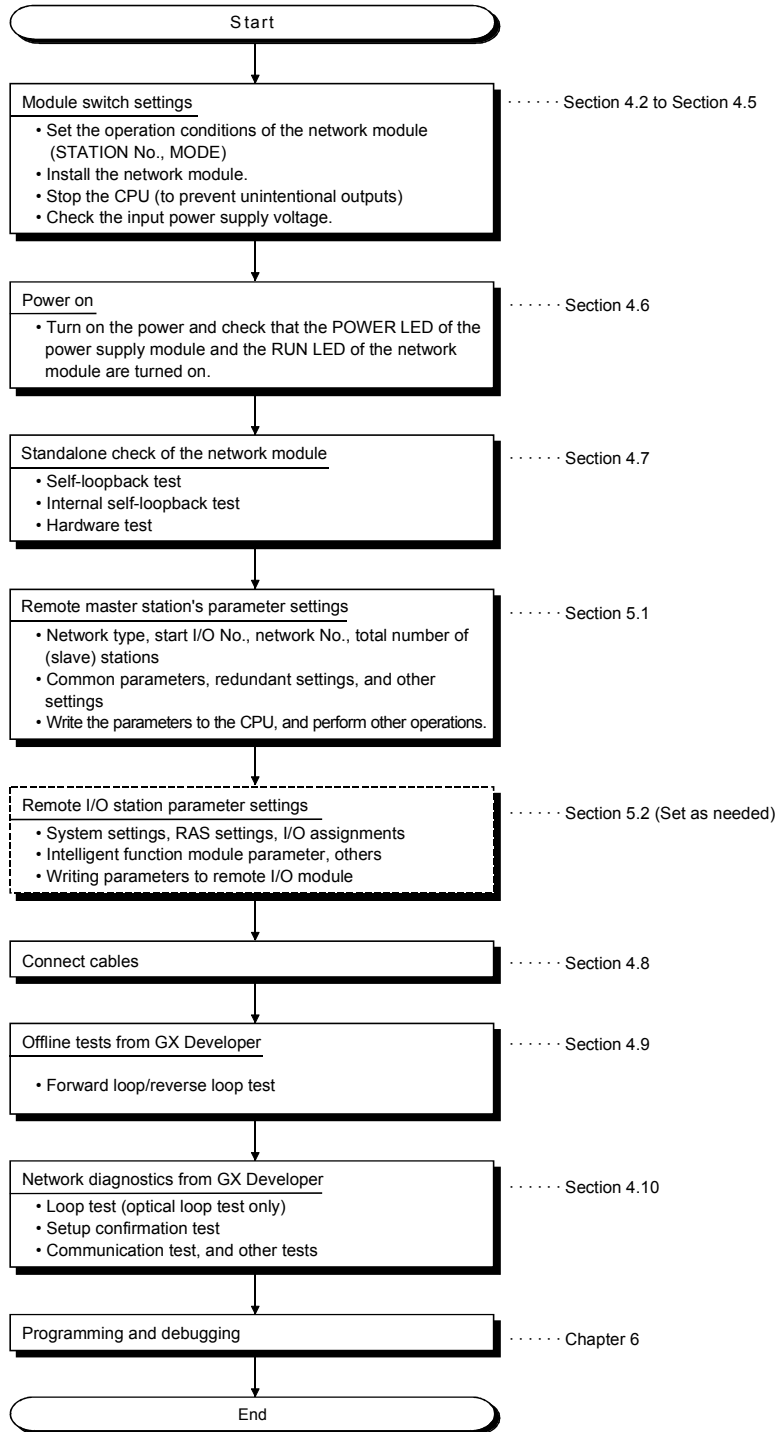 Start
Module switch settings
· · · · · · Section 4.2 to Section 4.5
• Set the operation conditions of the network module
(STATION No., MODE)
• Install the network module.
• Stop the CPU (to prevent unintentional outputs)
• Check the input power supply voltage.
Power on
· · · · · · Section 4.6
• Turn on the power and check that the POWER LED of the
power supply module and the RUN LED of the network
module are turned on.
Standalone check of the network module
· · · · · · Section 4.7
• Self-loopback test
• Internal self-loopback test
• Hardware test
Remote master station's parameter settings
· · · · · · Section 5.1
• Network type, start I/O No., network No., total number of
(slave) stations
• Common parameters, redundant settings, and other
settings
• Write the parameters to the CPU, and perform other operations.
Remote I/O station parameter settings
· · · · · · Section 5.2 (Set as needed)
• System settings, RAS settings, I/O assignments
• Intelligent function module parameter, others
• Writing parameters to remote I/O module
Connect cables
· · · · · · Section 4.8
Offline tests from GX Developer
· · · · · · Section 4.9
• Forward loop/reverse loop test
Network diagnostics from GX Developer
· · · · · · Section 4.10
• Loop test (optical loop test only)
• Setup confirmation test
• Communication test, and other tests
Programming and debugging
· · · · · · Chapter 6
End